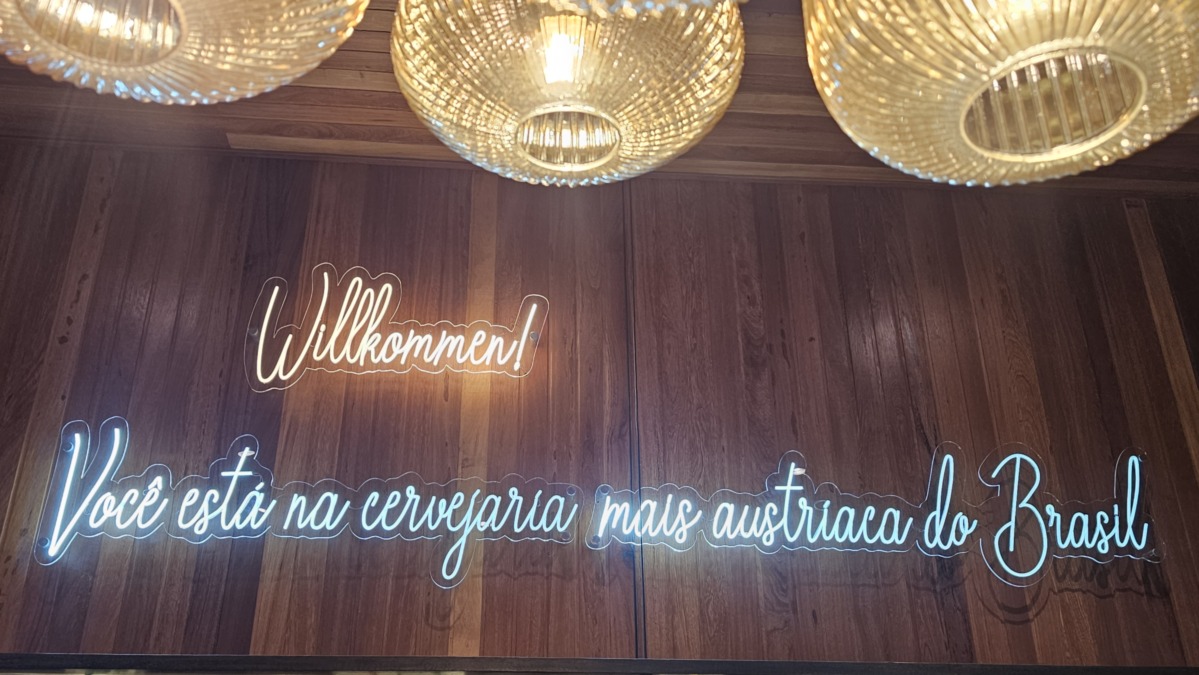 Willkommen!
Você está na cervejaria mais austríaca do Brasil